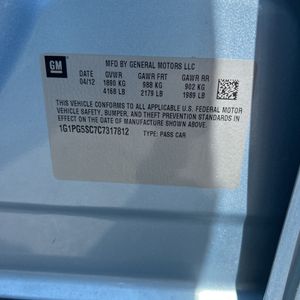 GM
MFD BY GENERAL MOTORS LLC
DATE GVWR GAWR FRT GAWR RR
04/12 1890 KG 988 KG 902 KG
4168 LB 2179 LB 1989 LB
THIS VEHICLE CONFORMS TO ALL APPLICABLE U.S. FEDERAL MOTOR
VEHICLE SAFETY, BUMPER, AND THEFT PREVENTION STANDARDS IN
EFFECT ON THE DATE OF MANUFACTURE SHOWN ABOVE.
1G1PG5SC7C7317812
TYPE: PASS CAR